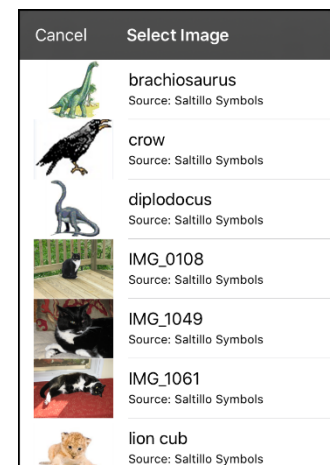 Cancel Select Image
brachiosaurus
Source: Saltillo Symbols
crow
Source: Saltillo Symbols
diplodocus
Source: Saltillo Symbols
IMG_0108
Source: Saltillo Symbols
IMG_1049
Source: Saltillo Symbols
IMG_1061
Source: Saltillo Symbols
lion cub
Source: Saltillo Symbols